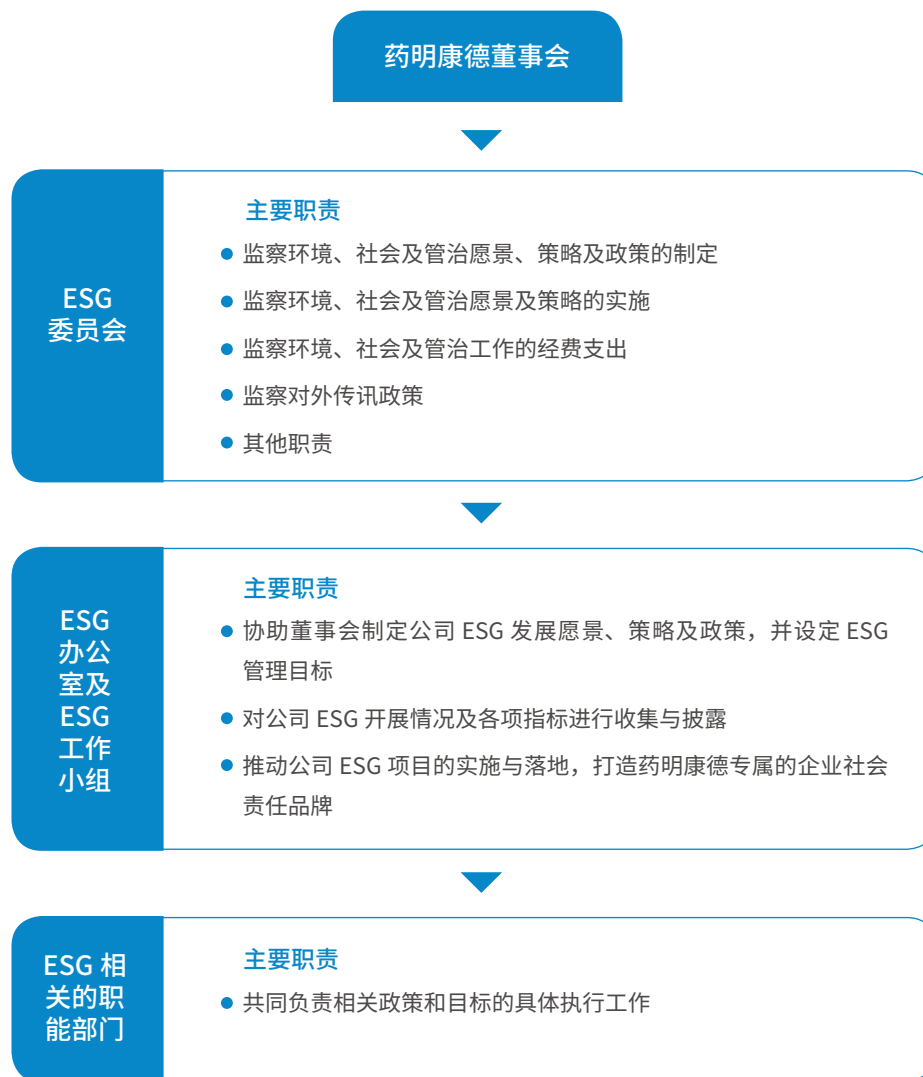 药明康德董事会
ESG
委员会
主要职责
监察环境、社会及管治愿景、策略及政策的制定
监察环境、社会及管治愿景及策略的实施
监察环境、社会及管治工作的经费支出
监察对外传讯政策
其他职责
ESG
办公
室及
ESG
工作
小组
主要职责
协助董事会制定公司 ESG 发展愿景、策略及政策，并设定 ESG
管理目标
对公司 ESG 开展情况及各项指标进行收集与披露
推动公司 ESG 项目的实施与落地，打造药明康德专属的企业社会
责任品牌
ESG 相
关的职
能部门
主要职责
共同负责相关政策和目标的具体执行工作